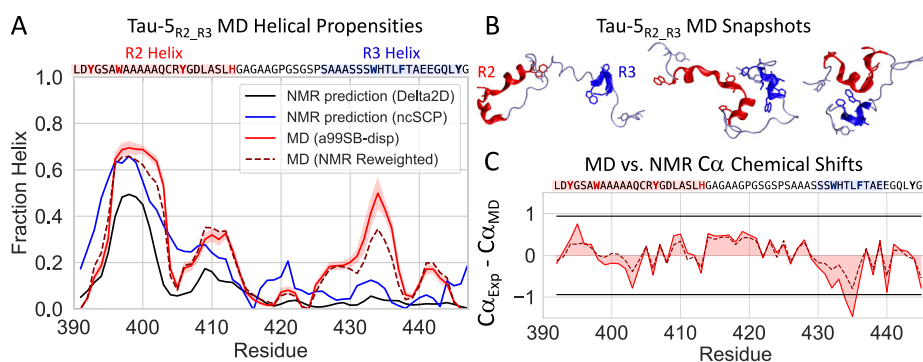 A
Tau-5R2_R3 MD Helical Propensities
R2 Helix
R3 Helix
LDYGSAWAAAAAQCRYGDLASLHGAGAAGPGSGSPSAAASSSWHTLFTAEEGQLYG
Fraction Helix
1.0
0.8
0.6
0.4
0.2
0.0
NMR prediction (Delta2D)
NMR prediction (ncSCP)
MD (a99SB-disp)
MD (NMR Reweighted)
390
400
410
420
430
440
Residue
B
Tau-5R2_R3 MD Snapshots
R2
R3
C
MD vs. NMR Cα Chemical Shifts
YGSAWAAAAAQCRYGDLASLHGAGAAGPGSGSPSAAASSSWHTLFTAEEGQLYG
CαExp - CαMD
1
0
−1
390
400
410
420
430
440
Residue